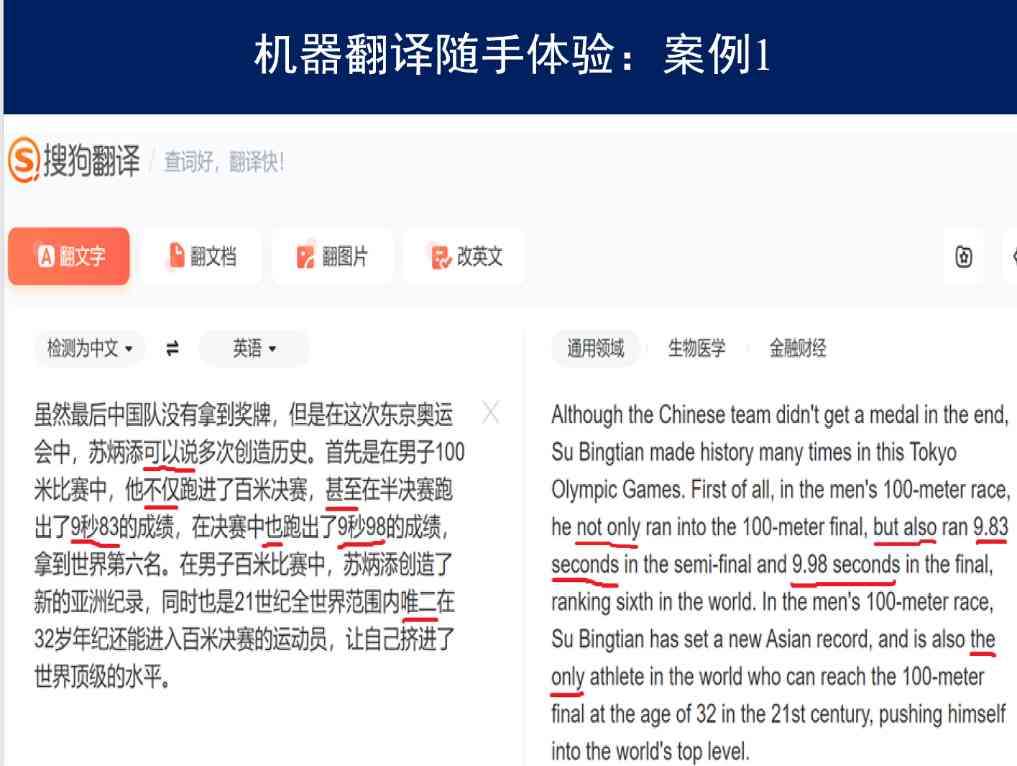 机器翻译随手体验：案例1
搜狗翻译 / 查词好，翻译快！
翻文字 翻文档 翻图片 改英文
检测为中文 英语
虽然最后中国队没有拿到奖牌，但是在这次东京奥运
会中，苏炳添可以说多次创造历史。首先是在男子100
米比赛中，他不仅跑进了百米决赛，甚至在半决赛跑
出了9秒83的成绩，在决赛中也跑出了9秒98的成绩，
拿到世界第六名。在男子百米比赛中，苏炳添创造了
新的亚洲纪录，同时也是21世纪全世界范围内唯二在
32岁年纪还能进入百米决赛的运动员，让自己挤进了
世界顶级的水平。
通用领域 生物医学 金融财经
Although the Chinese team didn't get a medal in the end,
Su Bingtian made history many times in this Tokyo
Olympic Games. First of all, in the men's 100-meter race,
he not only ran into the 100-meter final, but also ran 9.83
seconds in the semi-final and 9.98 seconds in the final,
ranking sixth in the world. In the men's 100-meter race,
Su Bingtian has set a new Asian record, and is also the
only athlete in the world who can reach the 100-meter
final at the age of 32 in the 21st century, pushing himself
into the world's top level.